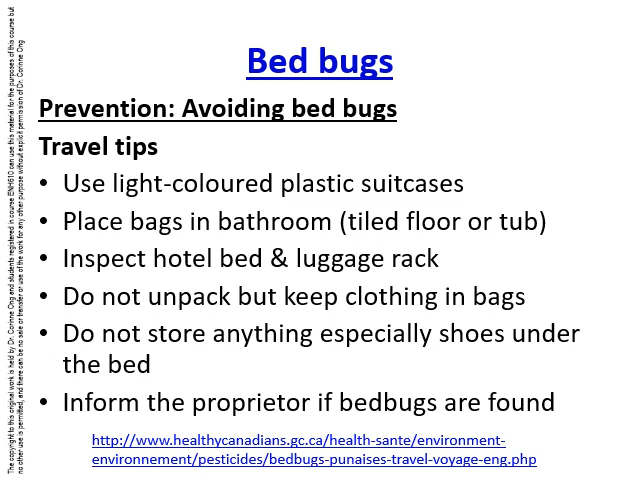 Bed bugs
Prevention: Avoiding bed bugs
Travel tips
• Use light-coloured plastic suitcases
• Place bags in bathroom (tiled floor or tub)
• Inspect hotel bed & luggage rack
• Do not unpack but keep clothing in bags
• Do not store anything especially shoes under
the bed
• Inform the proprietor if bedbugs are found
http://www.healthycanadians.gc.ca/health-sante/environment-
environnement/pesticides/bedbugs-punaises-travel-voyage-eng.php
The copyright to this original work is held by Dr. Corinne Ong and students registered in course ENH610 can use this material for the purposes of this course but
no other use is permitted, and there can be no sale or transfer or use of the work for any other purpose without explicit permission of Dr. Corinne Ong